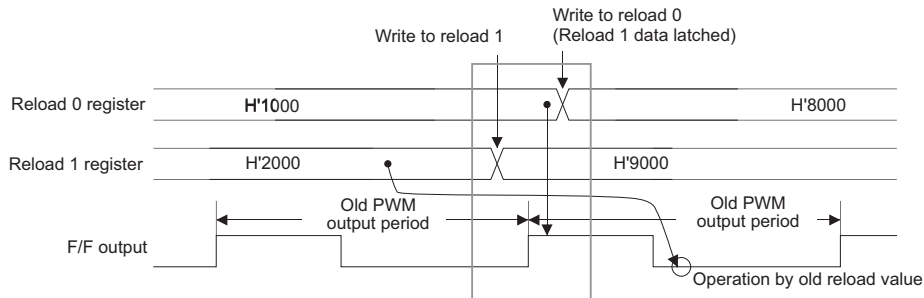 Write to reload 1
Write to reload 0
(Reload 1 data latched)
Reload 0 register
H'1000
H'8000
Reload 1 register
H'2000
H'9000
Old PWM
output period
Old PWM
output period
F/F output
Operation by old reload value